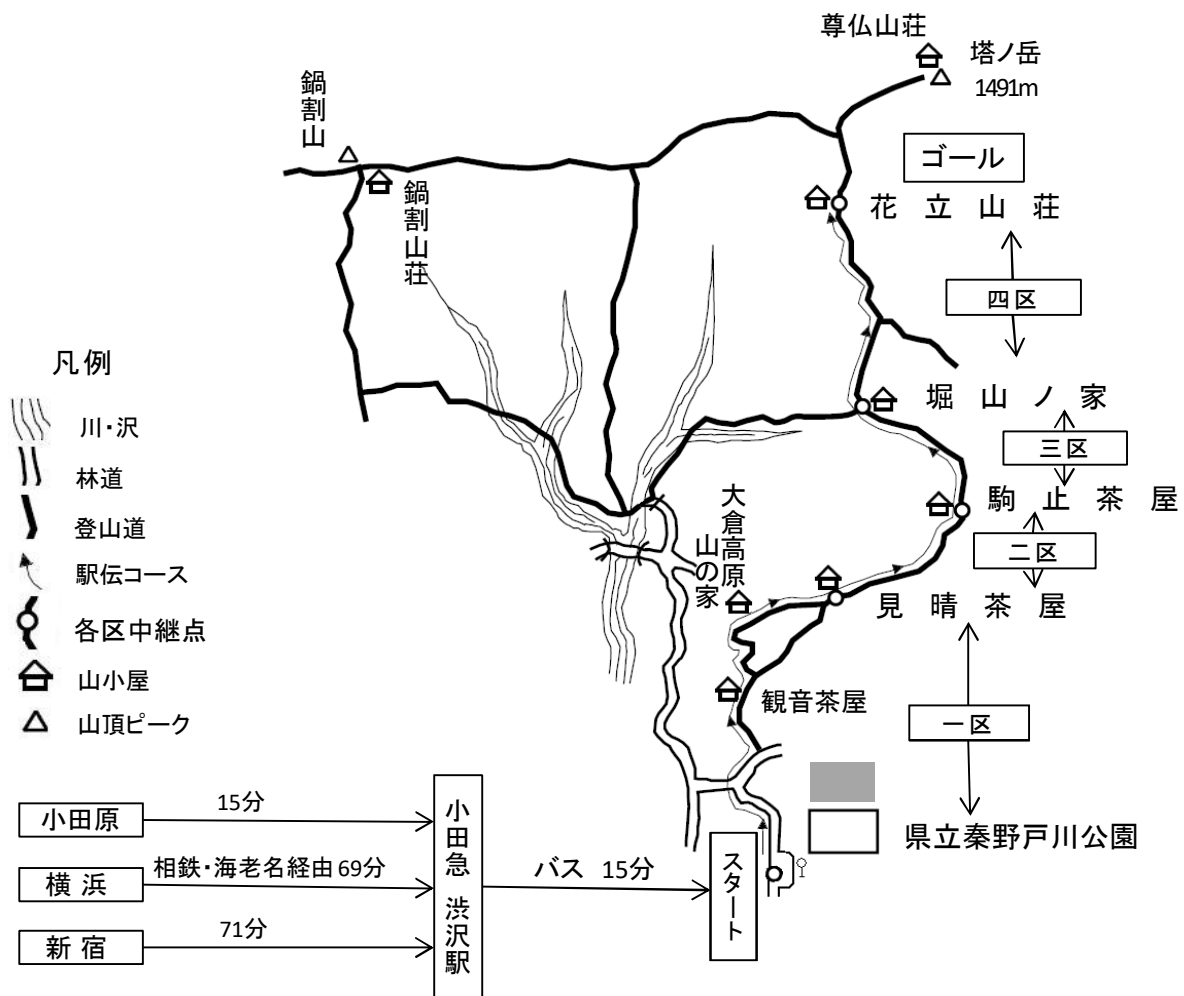 尊仏山荘
塔ノ岳
1491m
鍋割山
ゴール
鍋割山荘
花立山荘
四区
凡例
川・沢
林道
登山道
駅伝コース
各区中継点
山小屋
山頂ピーク
堀山ノ家
三区
駒止茶屋
二区
大倉高原
山の家
見晴茶屋
観音茶屋
一区
県立秦野戸川公園
小田原
15分
横浜
相鉄・海老名経由69分
新宿
71分
小田急 渋沢駅
バス 15分
スタート